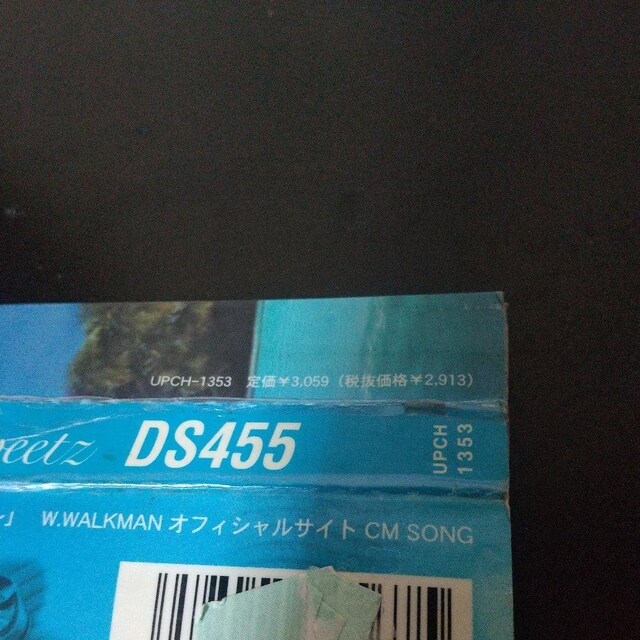 UPCH-1353 定価¥3,059(税抜価格¥2,913)
DS455
UPCH
1353
W.WALKMAN オフィシャルサイト CM SONG